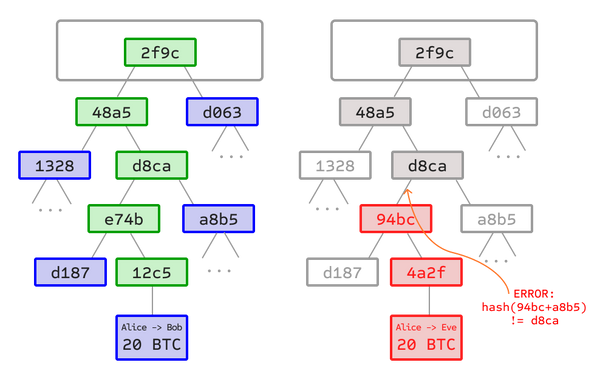 2f9c
48a5
d063
1328
d8ca
...
...
e74b
a8b5
d187
12c5
...
Alice -> Bob
20 BTC
2f9c
48a5
d063
1328
d8ca
...
...
94bc
a8b5
d187
4a2f
...
ERROR:
hash(94bc+a8b5)
!= d8ca
Alice -> Eve
20 BTC